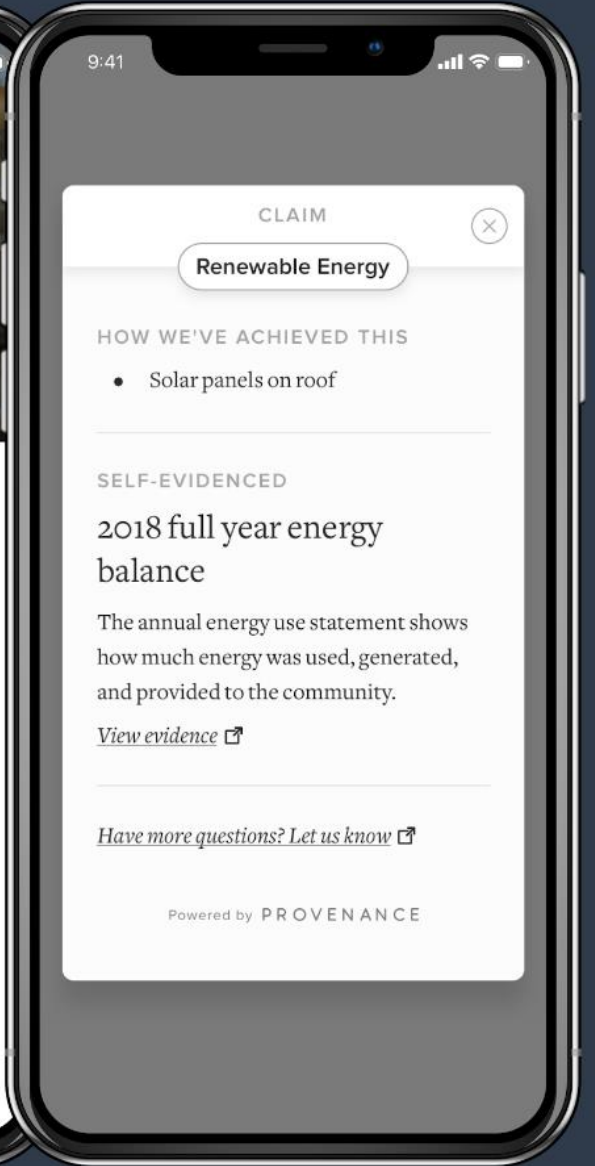 9:41
CLAIM
Renewable Energy
HOW WE'VE ACHIEVED THIS
• Solar panels on roof
SELF-EVIDENCED
2018 full year energy
balance
The annual energy use statement shows
how much energy was used, generated,
and provided to the community.
View evidence
Have more questions? Let us know
Powered by PROVENANCE